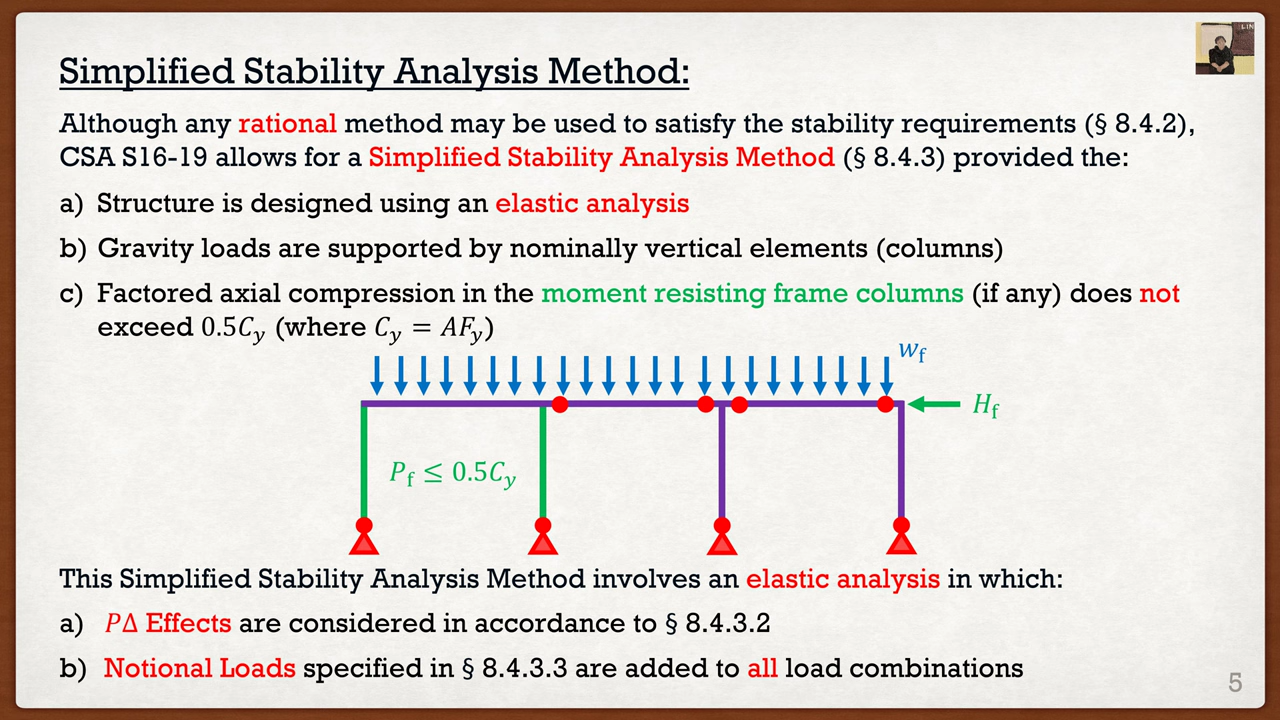 LIN
Simplified Stability Analysis Method:
Although any rational method may be used to satisfy the stability requirements (§ 8.4.2),
CSA S16-19 allows for a Simplified Stability Analysis Method (§ 8.4.3) provided the:
a) Structure is designed using an elastic analysis
b) Gravity loads are supported by nominally vertical elements (columns)
c) Factored axial compression in the moment resisting frame columns (if any) does not
exceed 0.5C_y (where C_y = AF_y)
w_f
H_f
P_f ≤ 0.5C_y
This Simplified Stability Analysis Method involves an elastic analysis in which:
a) PΔ Effects are considered in accordance to § 8.4.3.2
b) Notional Loads specified in § 8.4.3.3 are added to all load combinations
5